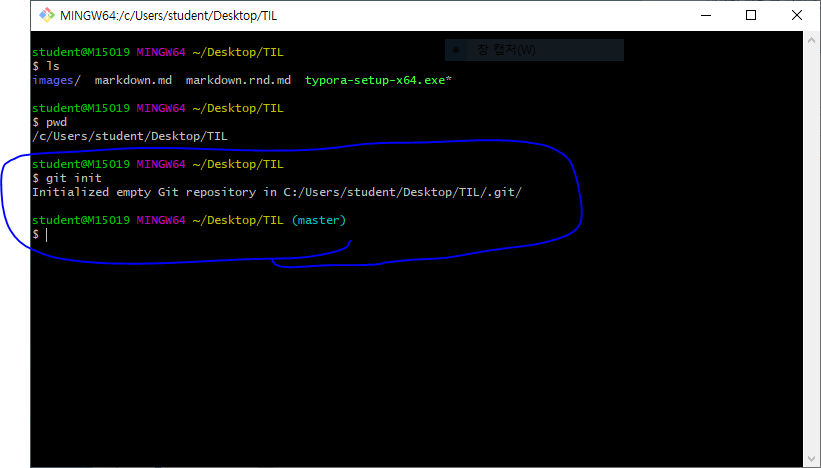 MINGW64:/c/Users/student/Desktop/TIL
창 캡처(W)
student@M15019 MINGW64 ~/Desktop/TIL
$ ls
images/  markdown.md  markdown.rnd.md  typora-setup-x64.exe*
student@M15019 MINGW64 ~/Desktop/TIL
$ pwd
/c/Users/student/Desktop/TIL
student@M15019 MINGW64 ~/Desktop/TIL
$ git init
Initialized empty Git repository in C:/Users/student/Desktop/TIL/.git/
student@M15019 MINGW64 ~/Desktop/TIL (master)
$